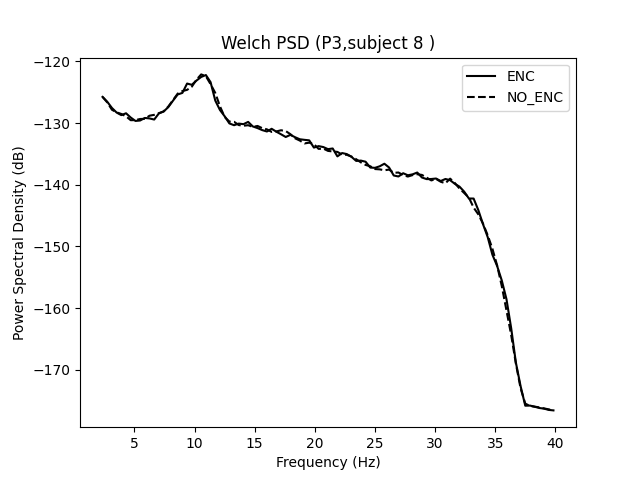 Welch PSD (P3,subject 8 )
ENC
NO_ENC
Power Spectral Density (dB)
−120
−130
−140
−150
−160
−170
5 10 15 20 25 30 35 40
Frequency (Hz)